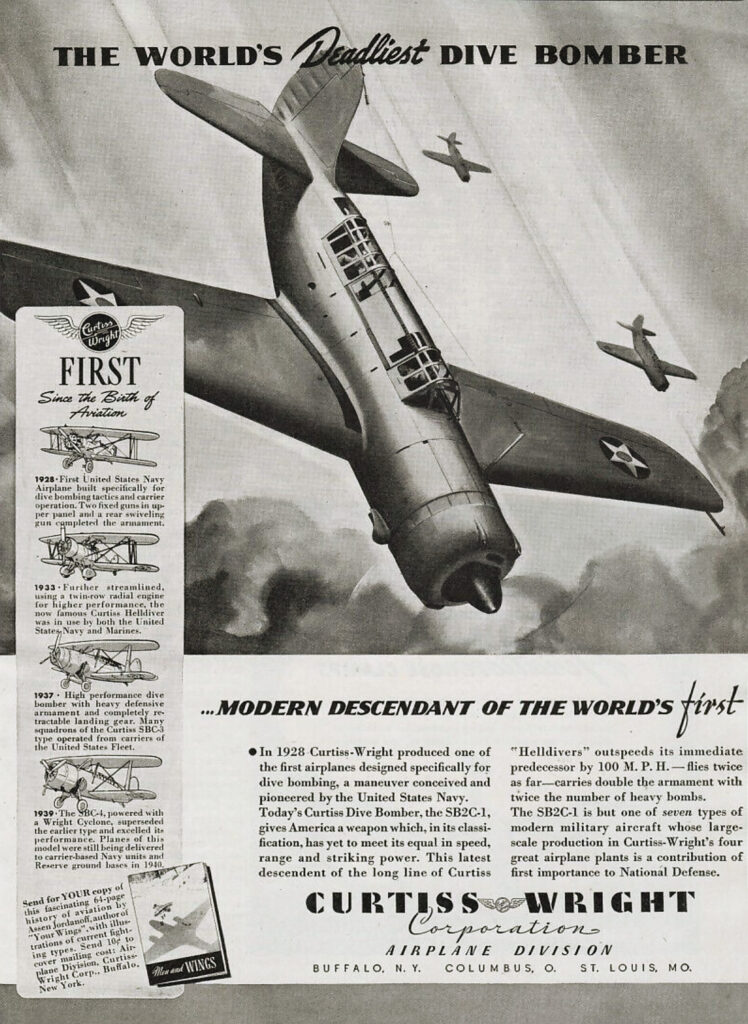 THE WORLD'S Deadliest DIVE BOMBER
Curtiss
Wright
FIRST
Since the Birth of
Aviation
1928 · First United States Navy
Airplane built specifically for
dive bombing tactics and carrier
operation. Two fixed guns in up-
per panel and a rear swiveling
gun completed the armament.
1933 · Further streamlined,
using a twin-row radial engine
for higher performance, the
now famous Curtiss Helldiver
was in use by both the United
States Navy and Marines.
1937 · High performance dive
bomber with heavy defensive
armament and completely re-
tractable landing gear. Many
squadrons of the Curtiss SBC-3
type operated from carriers of
the United States Fleet.
1939 · The SBC-4, powered with
a Wright Cyclone, superseded
the earlier type and excelled its
performance. Planes of this
model were still being delivered
to carrier-based Navy units and
Reserve ground bases in 1940.
Send for YOUR copy of
this fascinating 64-page
history of aviation by
Assen Jordanoff, author of
"Your Wings", with illus-
trations of current fight-
ing types. Send 10¢ to
cover mailing cost: Air-
plane Division, Curtiss-
Wright Corp., Buffalo,
New York.
Men and WINGS
...MODERN DESCENDANT OF THE WORLD'S first
● In 1928 Curtiss-Wright produced one of
the first airplanes designed specifically for
dive bombing, a maneuver conceived and
pioneered by the United States Navy.
Today's Curtiss Dive Bomber, the SB2C-1,
gives America a weapon which, in its classi-
fication, has yet to meet its equal in speed,
range and striking power. This latest
descendent of the long line of Curtiss
"Helldivers" outspeeds its immediate
predecessor by 100 M. P. H. — flies twice
as far—carries double the armament with
twice the number of heavy bombs.
The SB2C-1 is but one of seven types of
modern military aircraft whose large-
scale production in Curtiss-Wright's four
great airplane plants is a contribution of
first importance to National Defense.
CURTISS WRIGHT
Corporation
AIRPLANE DIVISION
BUFFALO, N.Y. COLUMBUS, O. ST. LOUIS, MO.